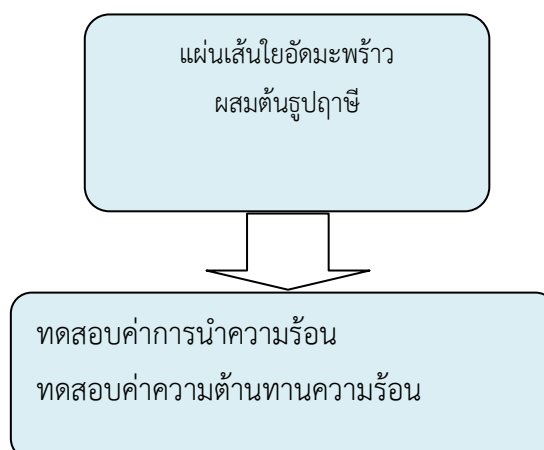 แผ่นเส้นใยอัดมะพร้าว
ผสมต้นธูปฤาษี
ทดสอบค่าการนำความร้อน
ทดสอบค่าความต้านทานความร้อน